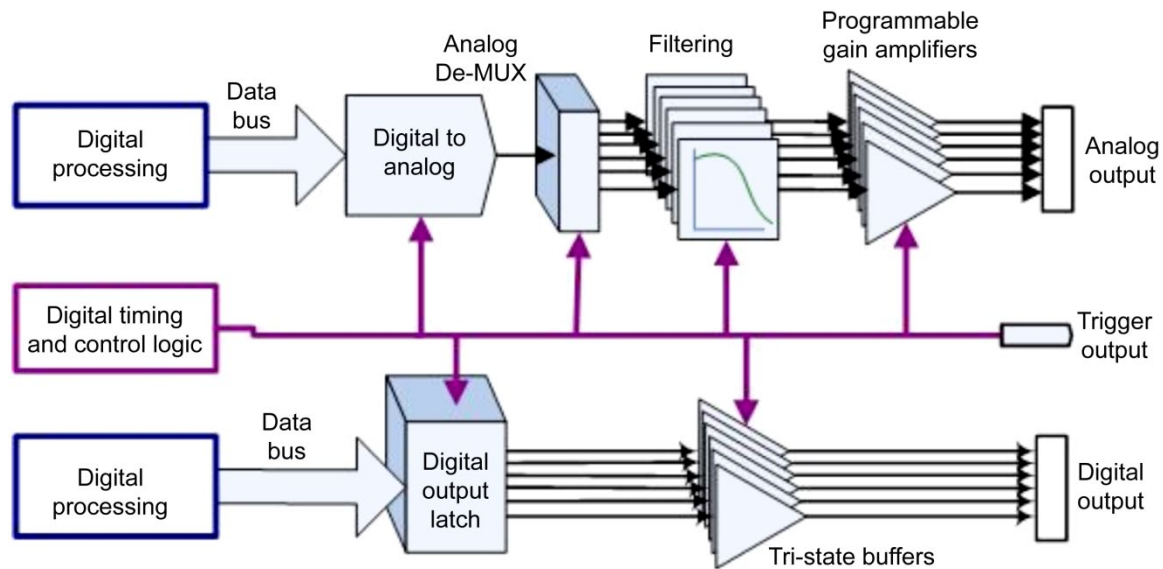 Analog
De-MUX
Filtering
Programmable
gain amplifiers
Data
bus
Digital
processing
Digital to
analog
Analog
output
Digital timing
and control logic
Trigger
output
Data
bus
Digital
processing
Digital
output
latch
Digital
output
Tri-state buffers